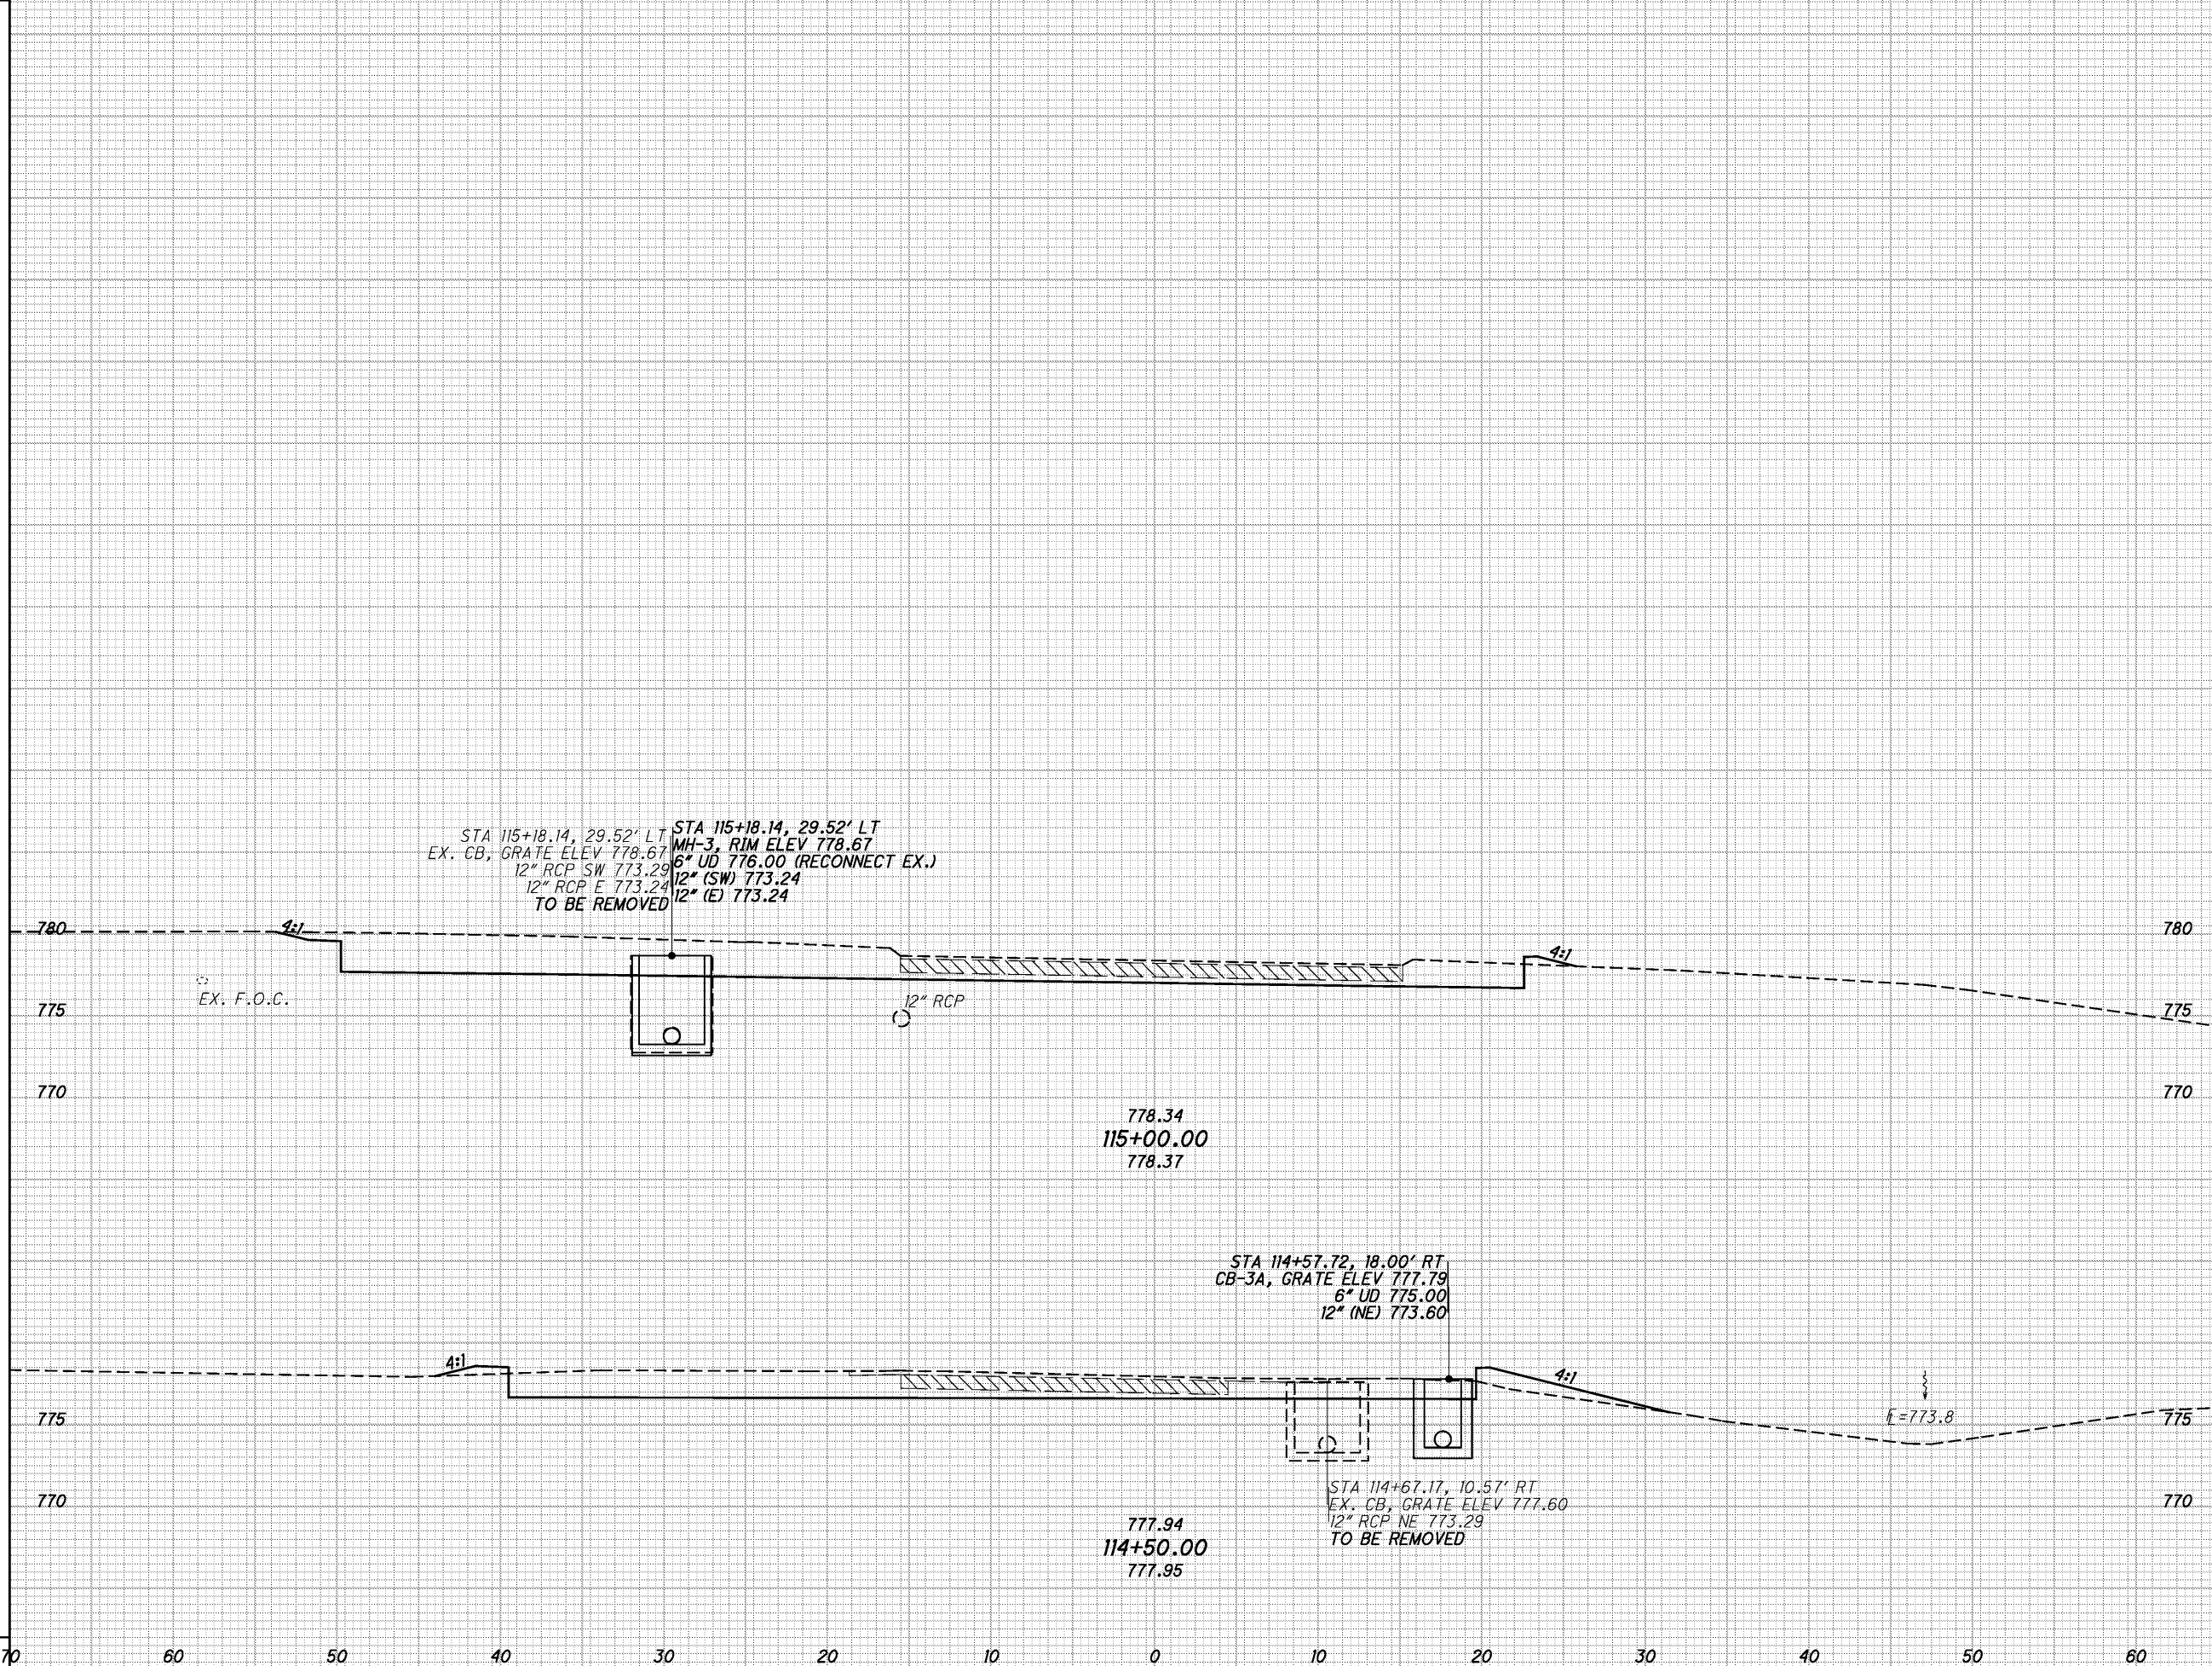 STA 115+18.14, 29.52' LT
EX. CB, GRATE ELEV 778.67
12" RCP SW 773.29
12" RCP E 773.24
TO BE REMOVED
STA 115+18.14, 29.52' LT
MH-3, RIM ELEV 778.67
6" UD 776.00 (RECONNECT EX.)
12" (SW) 773.24
12" (E) 773.24
780
4:1
4:1
780
EX. F.O.C.
12" RCP
775
775
770
770
778.34
115+00.00
778.37
STA 114+57.72, 18.00' RT
CB-3A, GRATE ELEV 777.79
6" UD 775.00
12" (NE) 773.60
4:1
4:1
775
FL=773.8
775
STA 114+67.17, 10.57' RT
EX. CB, GRATE ELEV 777.60
12" RCP NE 773.29
TO BE REMOVED
770
770
777.94
114+50.00
777.95
70 60 50 40 30 20 10 0 10 20 30 40 50 60